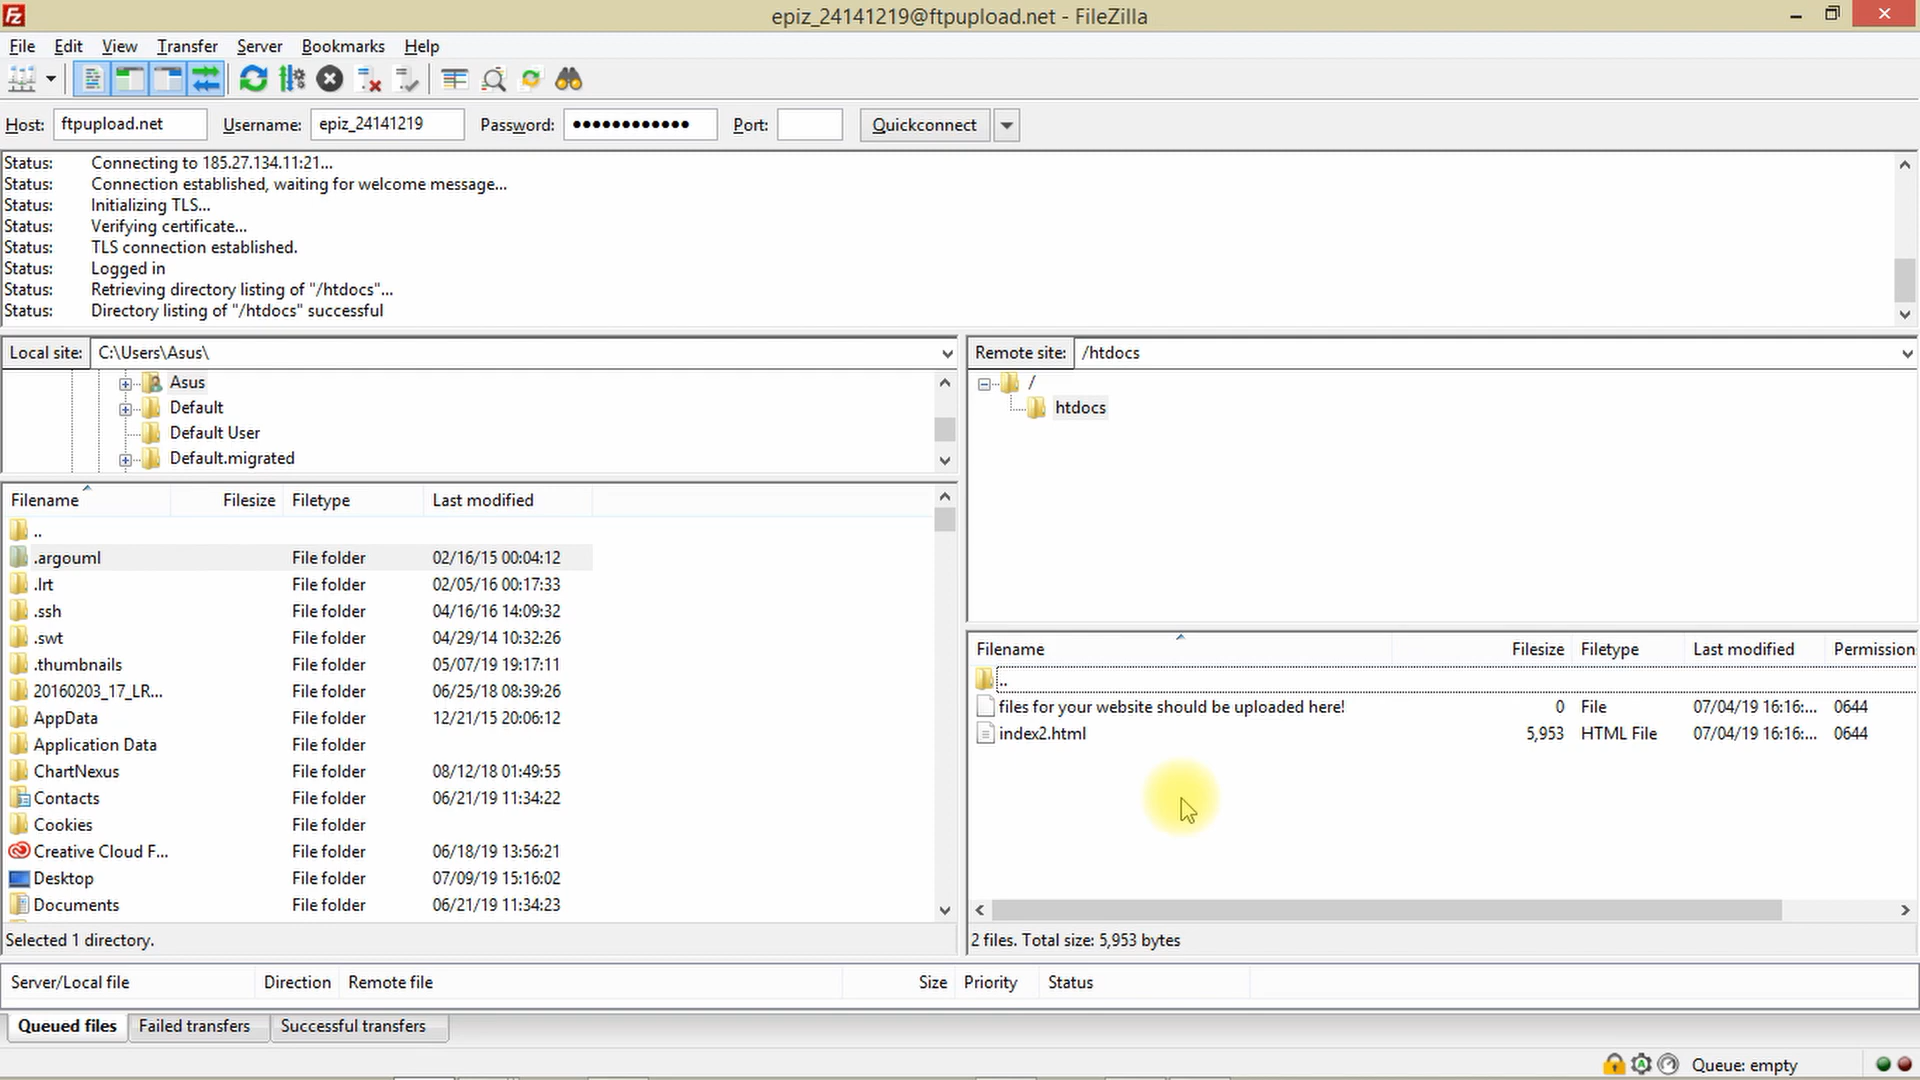 epiz_24141219@ftpupload.net - FileZilla
File Edit View Transfer Server Bookmarks Help
Host: ftpupload.net Username: epiz_24141219 Password: ●●●●●●●●●●●● Port: Quickconnect
Status: Connecting to 185.27.134.11:21...
Status: Connection established, waiting for welcome message...
Status: Initializing TLS...
Status: Verifying certificate...
Status: TLS connection established.
Status: Logged in
Status: Retrieving directory listing of "/htdocs"...
Status: Directory listing of "/htdocs" successful
Local site: C:\Users\Asus\
Asus
Default
Default User
Default.migrated
Filename Filesize Filetype Last modified
..
.argouml File folder 02/16/15 00:04:12
.lrt File folder 02/05/16 00:17:33
.ssh File folder 04/16/16 14:09:32
.swt File folder 04/29/14 10:32:26
.thumbnails File folder 05/07/19 19:17:11
20160203_17_LR... File folder 06/25/18 08:39:26
AppData File folder 12/21/15 20:06:12
Application Data File folder
ChartNexus File folder 08/12/18 01:49:55
Contacts File folder 06/21/19 11:34:22
Cookies File folder
Creative Cloud F... File folder 06/18/19 13:56:21
Desktop File folder 07/09/19 15:16:02
Documents File folder 06/21/19 11:34:23
Selected 1 directory.
Remote site: /htdocs
/
htdocs
Filename Filesize Filetype Last modified Permission
..
files for your website should be uploaded here! 0 File 07/04/19 16:16:... 0644
index2.html 5,953 HTML File 07/04/19 16:16:... 0644
2 files. Total size: 5,953 bytes
Server/Local file Direction Remote file Size Priority Status
Queued files Failed transfers Successful transfers
Queue: empty